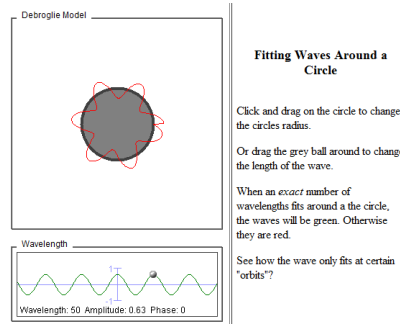 Debroglie Model
Fitting Waves Around a
Circle
Click and drag on the circle to change
the circles radius.
Or drag the grey ball around to change
the length of the wave.
When an exact number of
wavelengths fits around a the circle,
the waves will be green. Otherwise
they are red.
See how the wave only fits at certain
"orbits"?
Wavelength
1
-1
Wavelength: 50 Amplitude: 0.63 Phase: 0